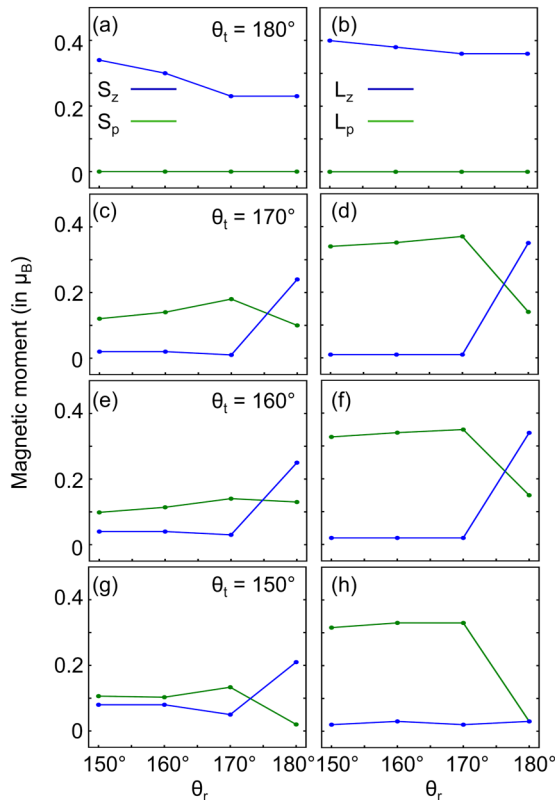 (a) θt = 180° (b)
0.4
Sz Lz
0.2
Sp Lp
0
(c) θt = 170° (d)
0.4
0.2
0
(e) θt = 160° (f)
0.4
0.2
0
(g) θt = 150° (h)
0.4
0.2
0
150° 160° 170° 180° 150° 160° 170° 180°
θr θr
Magnetic moment (in μB)